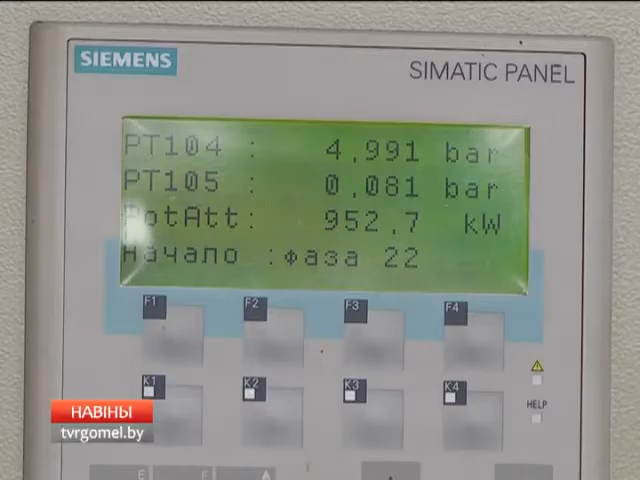 SIEMENS
SIMATIC PANEL
PT104 : 4,991 bar
PT105 : 0,081 bar
PotAtt: 952,7 kW
Начало :фаза 22
F1 F2 F3 F4
K1 K2 K3 K4
HELP
НАВІНЫ
tvrgomel.by